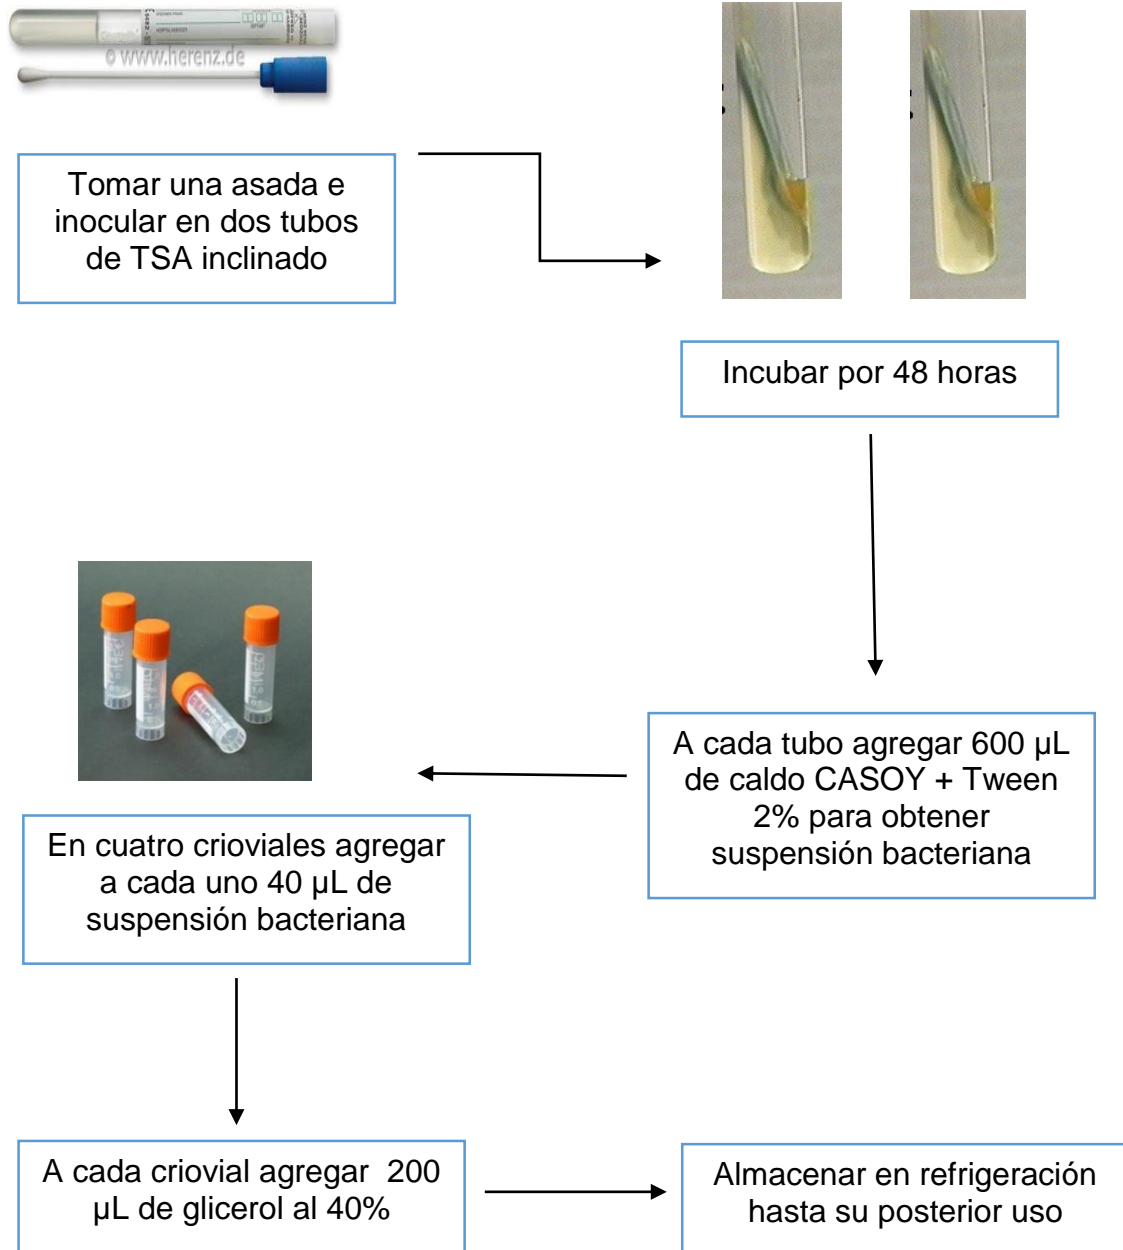 © www.herenz.de
Tomar una asada e
inocular en dos tubos
de TSA inclinado
Incubar por 48 horas
A cada tubo agregar 600 µL
de caldo CASOY + Tween
2% para obtener
suspensión bacteriana
En cuatro crioviales agregar
a cada uno 40 µL de
suspensión bacteriana
A cada criovial agregar  200
µL de glicerol al 40%
Almacenar en refrigeración
hasta su posterior uso